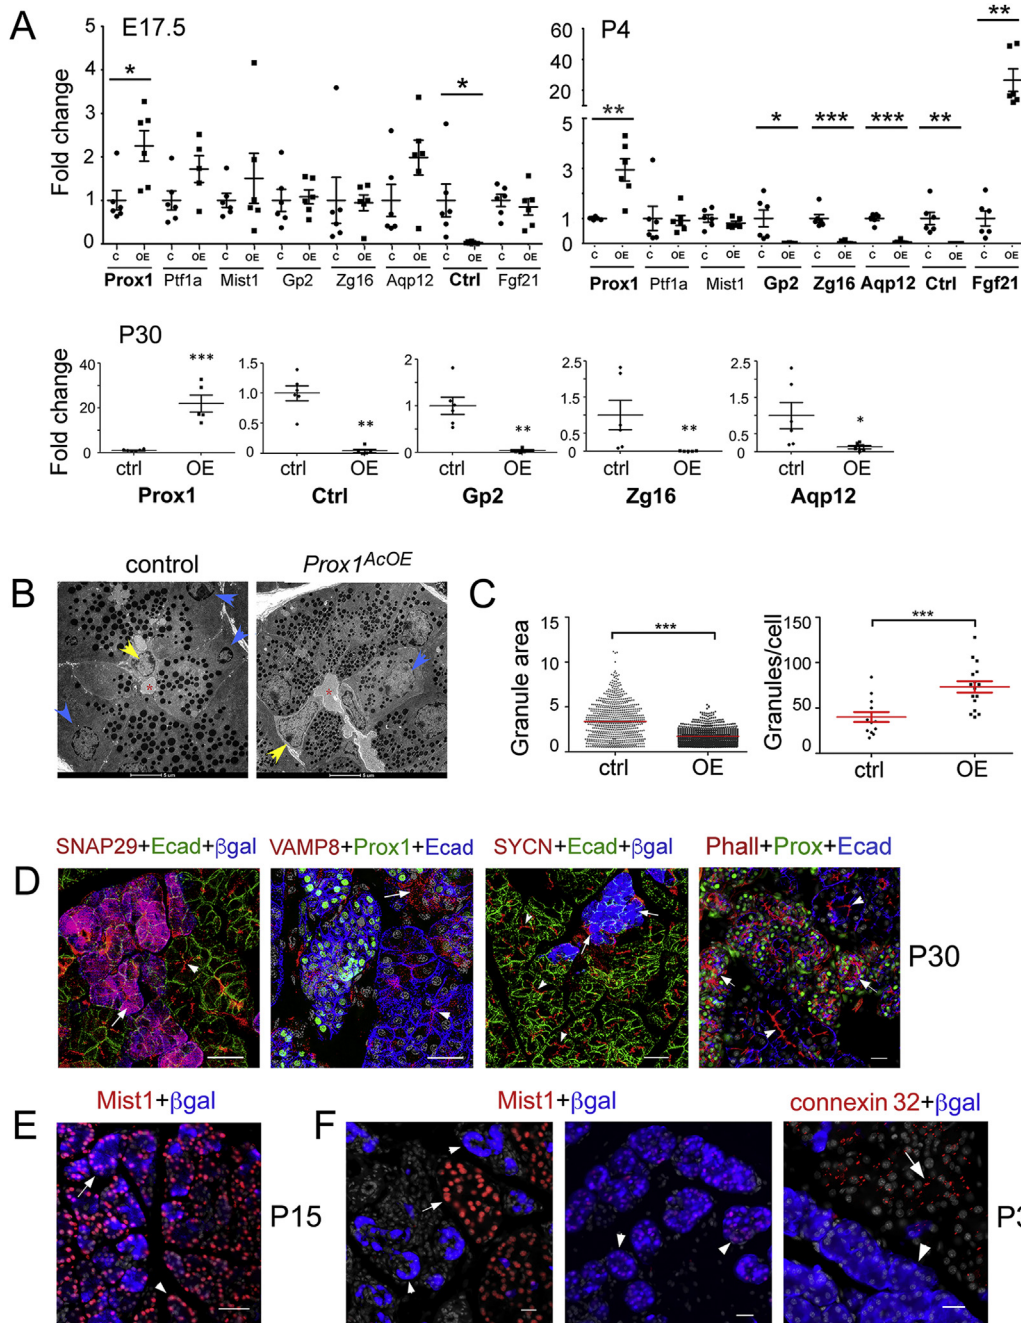 A
E17.5
P4
Fold change
5
4
3
2
1
0
*
*
C OE C OE C OE C OE C OE C OE C OE C OE
Prox1 Ptf1a Mist1 Gp2 Zg16 Aqp12 Ctrl Fgf21
60
40
20
0
5
3
1
0
**
**
*
***
***
**
C OE C OE C OE C OE C OE C OE C OE C OE
Prox1 Ptf1a Mist1 Gp2 Zg16 Aqp12 Ctrl Fgf21
P30
Fold change
40
20
0
***
ctrl OE
Prox1
1.5
1.0
0.5
0
**
ctrl OE
Ctrl
2
1
0
**
ctrl OE
Gp2
2.5
1.5
1
0.5
0
**
ctrl OE
Zg16
2.5
1.5
1
0.5
0
*
ctrl OE
Aqp12
B
control
Prox1AcOE
*
*
5 um
5 um
C
Granule area
15
10
5
0
***
ctrl OE
Granules/cell
150
100
50
0
***
ctrl OE
D
SNAP29+Ecad+βgal
VAMP8+Prox1+Ecad
SYCN+Ecad+βgal
Phall+Prox+Ecad
P30
E
Mist1+βgal
P15
F
Mist1+βgal
connexin 32+βgal